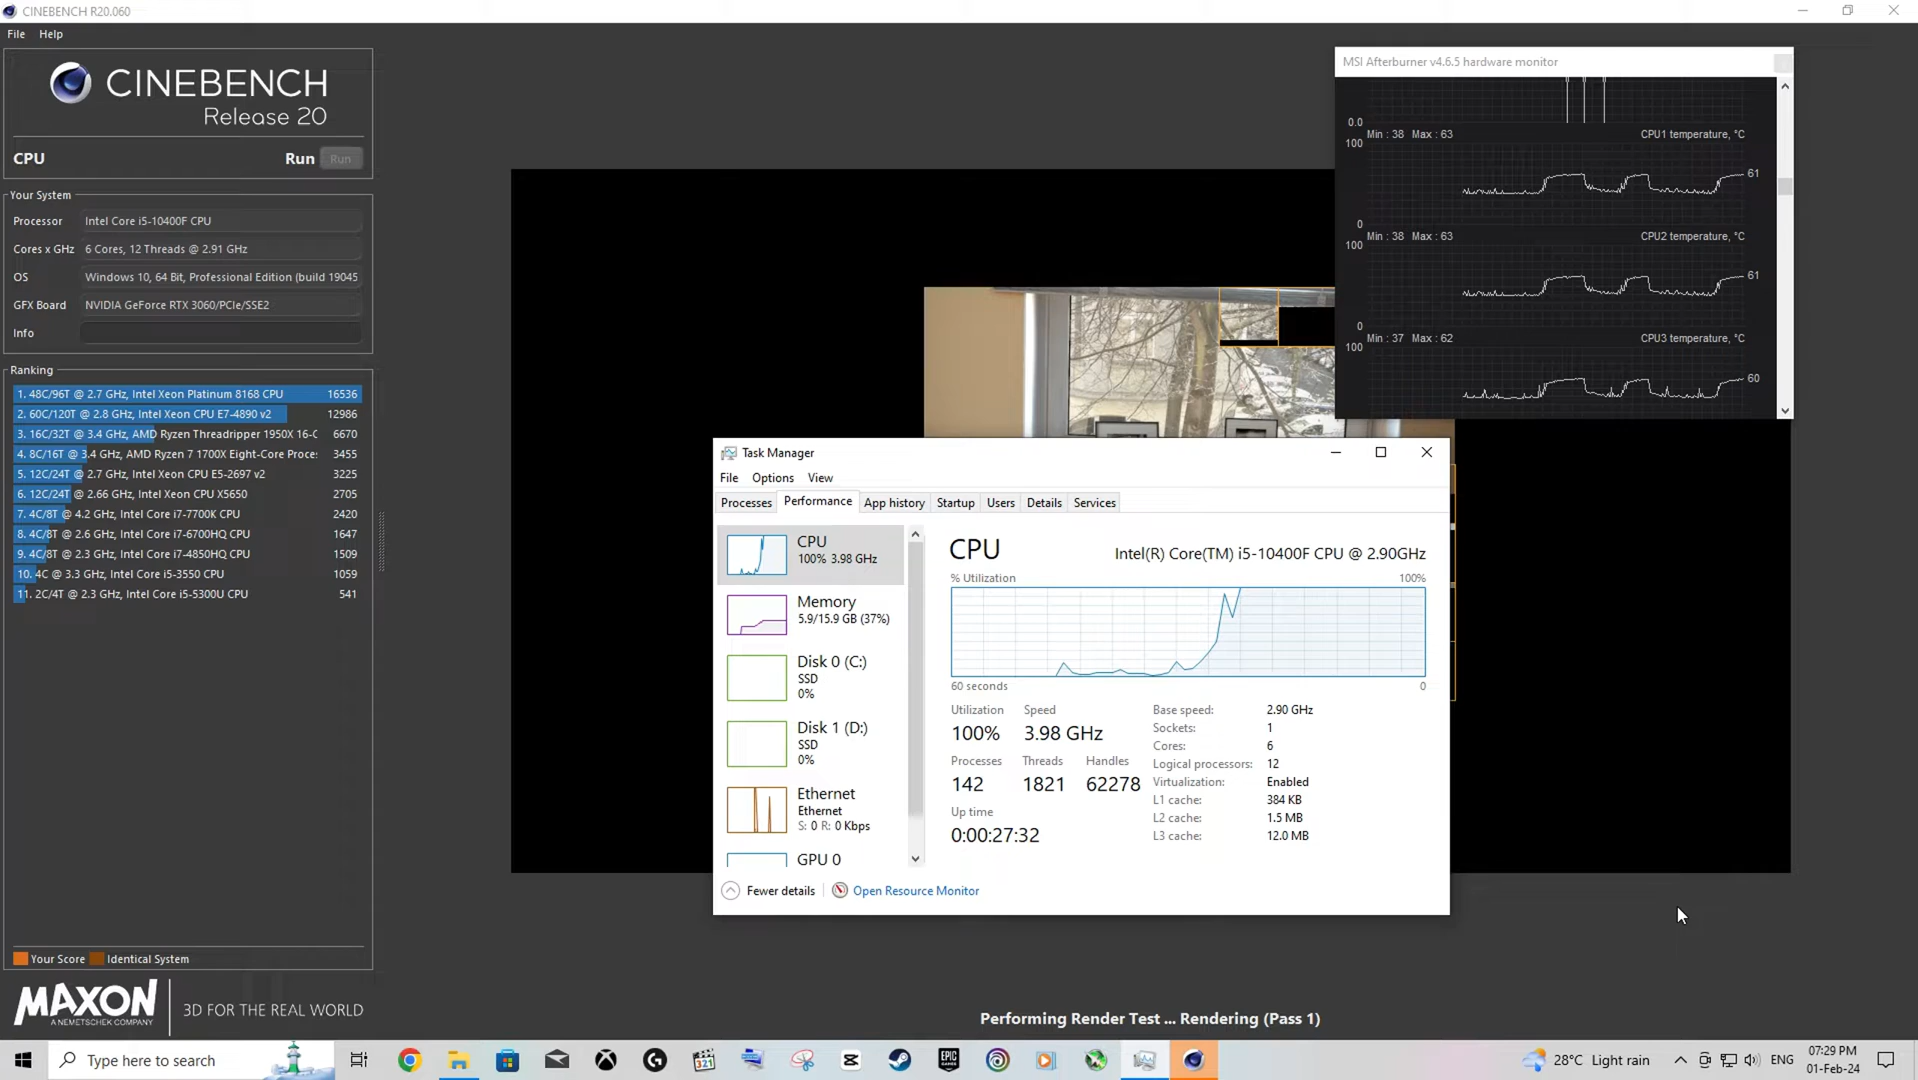 CINEBENCH R20.060
File Help
CINEBENCH
Release 20
CPU Run Run
Your System
Processor Intel Core i5-10400F CPU
Cores x GHz 6 Cores, 12 Threads @ 2.91 GHz
OS Windows 10, 64 Bit, Professional Edition (build 19045
GFX Board NVIDIA GeForce RTX 3060/PCIe/SSE2
Info
Ranking
1. 48C/96T @ 2.7 GHz, Intel Xeon Platinum 8168 CPU 16536
2. 60C/120T @ 2.8 GHz, Intel Xeon CPU E7-4890 v2 12986
3. 16C/32T @ 3.4 GHz, AMD Ryzen Threadripper 1950X 16-C 6670
4. 8C/16T @ 3.4 GHz, AMD Ryzen 7 1700X Eight-Core Proce: 3455
5. 12C/24T @ 2.7 GHz, Intel Xeon CPU E5-2697 v2 3225
6. 12C/24T @ 2.66 GHz, Intel Xeon CPU X5650 2705
7. 4C/8T @ 4.2 GHz, Intel Core i7-7700K CPU 2420
8. 4C/8T @ 2.6 GHz, Intel Core i7-6700HQ CPU 1647
9. 4C/8T @ 2.3 GHz, Intel Core i7-4850HQ CPU 1509
10. 4C @ 3.3 GHz, Intel Core i5-3550 CPU 1059
11. 2C/4T @ 2.3 GHz, Intel Core i5-5300U CPU 541
Your Score Identical System
MAXON
A NEMETSCHEK COMPANY
3D FOR THE REAL WORLD
MSI Afterburner v4.6.5 hardware monitor
0.0
Min : 38 Max : 63 CPU1 temperature, °C
100
61
0
Min : 38 Max : 63 CPU2 temperature, °C
100
61
0
Min : 37 Max : 62 CPU3 temperature, °C
100
60
Task Manager
File Options View
Processes Performance App history Startup Users Details Services
CPU
100% 3.98 GHz
Memory
5.9/15.9 GB (37%)
Disk 0 (C:)
SSD
0%
Disk 1 (D:)
SSD
0%
Ethernet
Ethernet
S: 0 R: 0 Kbps
GPU 0
CPU Intel(R) Core(TM) i5-10400F CPU @ 2.90GHz
% Utilization 100%
60 seconds 0
Utilization Speed
100% 3.98 GHz
Processes Threads Handles
142 1821 62278
Up time
0:00:27:32
Base speed: 2.90 GHz
Sockets: 1
Cores: 6
Logical processors: 12
Virtualization: Enabled
L1 cache: 384 KB
L2 cache: 1.5 MB
L3 cache: 12.0 MB
Fewer details Open Resource Monitor
Performing Render Test ... Rendering (Pass 1)
Type here to search
321
EPIC
GAMES
28°C Light rain
ENG
07:29 PM
01-Feb-24